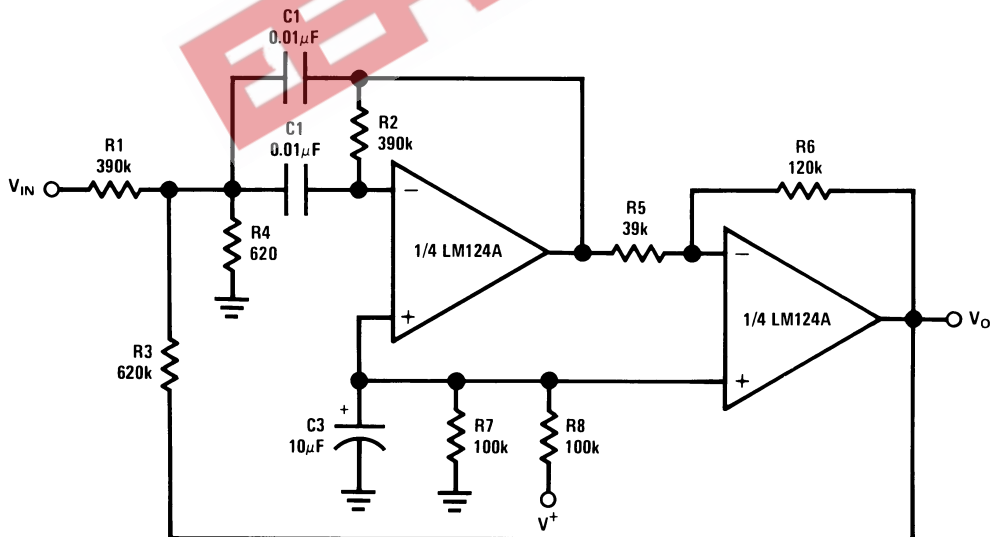 C1
0.01μF
C1
0.01μF
R2
390k
R1
390k
R6
120k
VIN
R5
39k
R4
620
−
1/4 LM124A
−
+
1/4 LM124A
VO
R3
620k
+
+
C3
10μF
R7
100k
R8
100k
V+